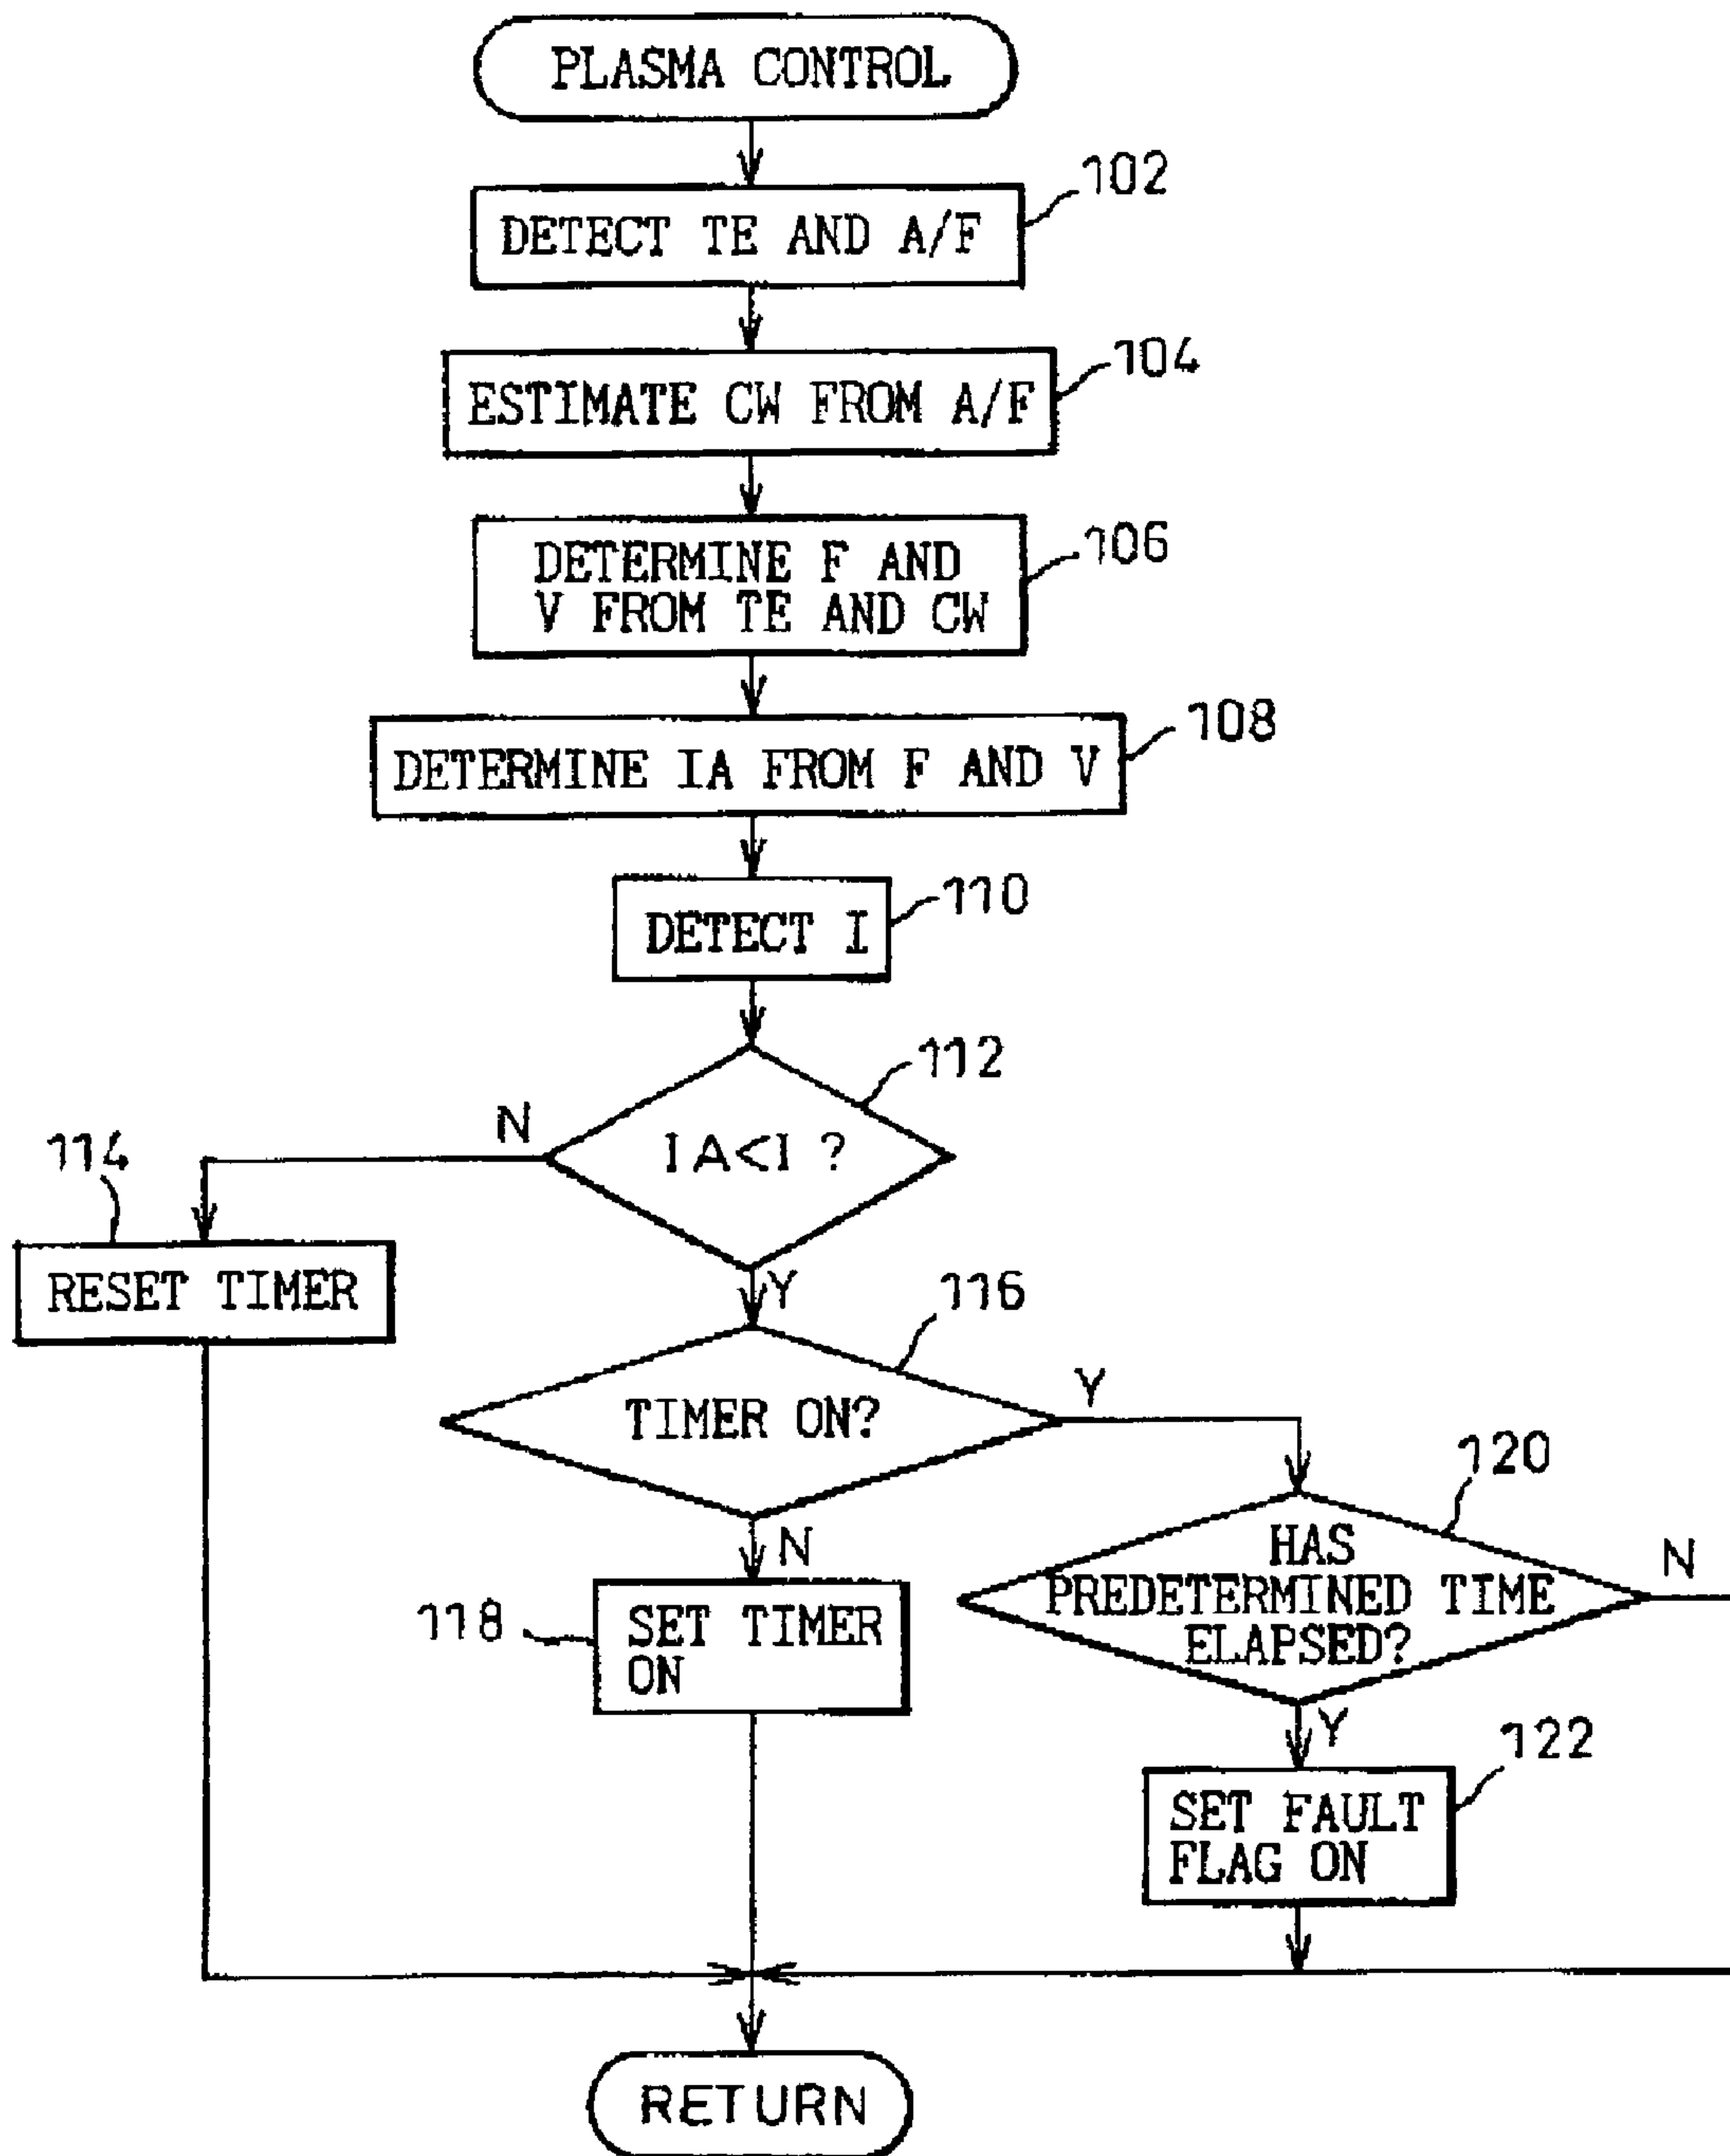 PLASMA CONTROL
102
DETECT TE AND A/F
104
ESTIMATE CW FROM A/F
106
DETERMINE F AND
V FROM TE AND CW
108
DETERMINE IA FROM F AND V
110
DETECT I
112
IA<I ?
N
114
RESET TIMER
Y
116
TIMER ON?
Y
N
118
SET TIMER
ON
120
HAS
PREDETERMINED TIME
ELAPSED?
N
Y
122
SET FAULT
FLAG ON
RETURN